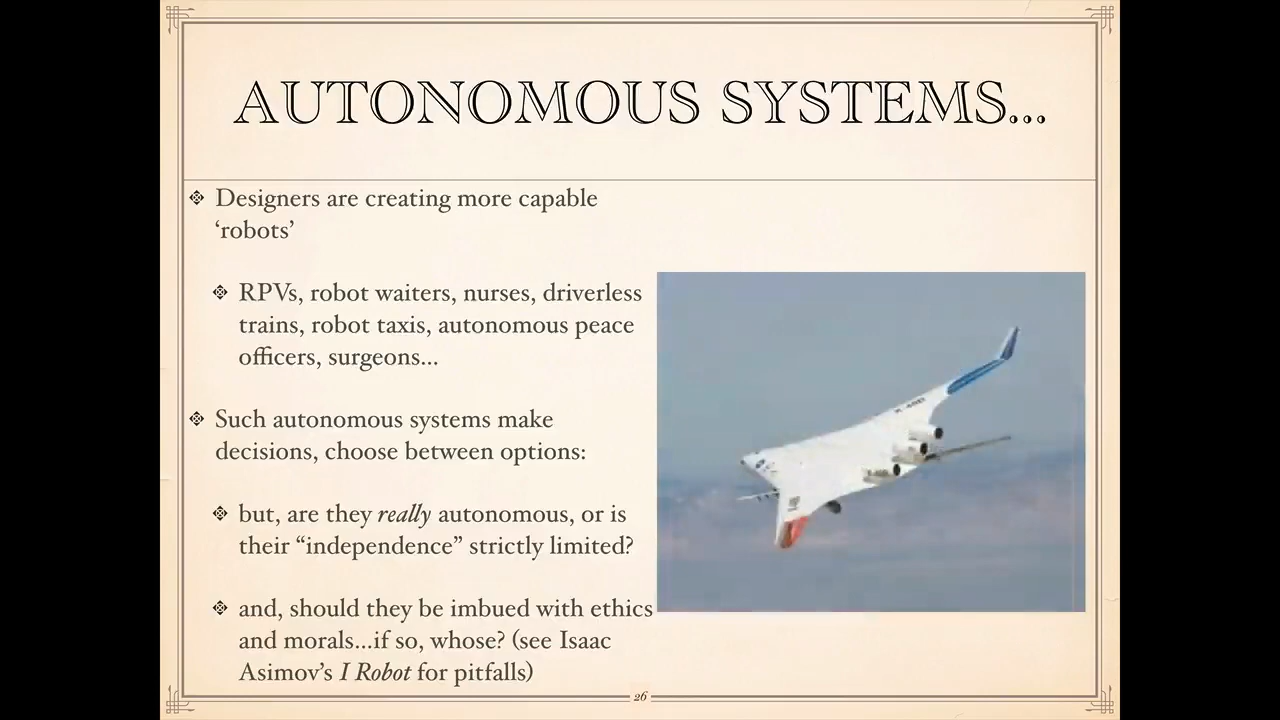 AUTONOMOUS SYSTEMS...
Designers are creating more capable
‘robots’
RPVs, robot waiters, nurses, driverless
trains, robot taxis, autonomous peace
officers, surgeons...
Such autonomous systems make
decisions, choose between options:
but, are they really autonomous, or is
their “independence” strictly limited?
and, should they be imbued with ethics
and morals...if so, whose? (see Isaac
Asimov’s I Robot for pitfalls)
26